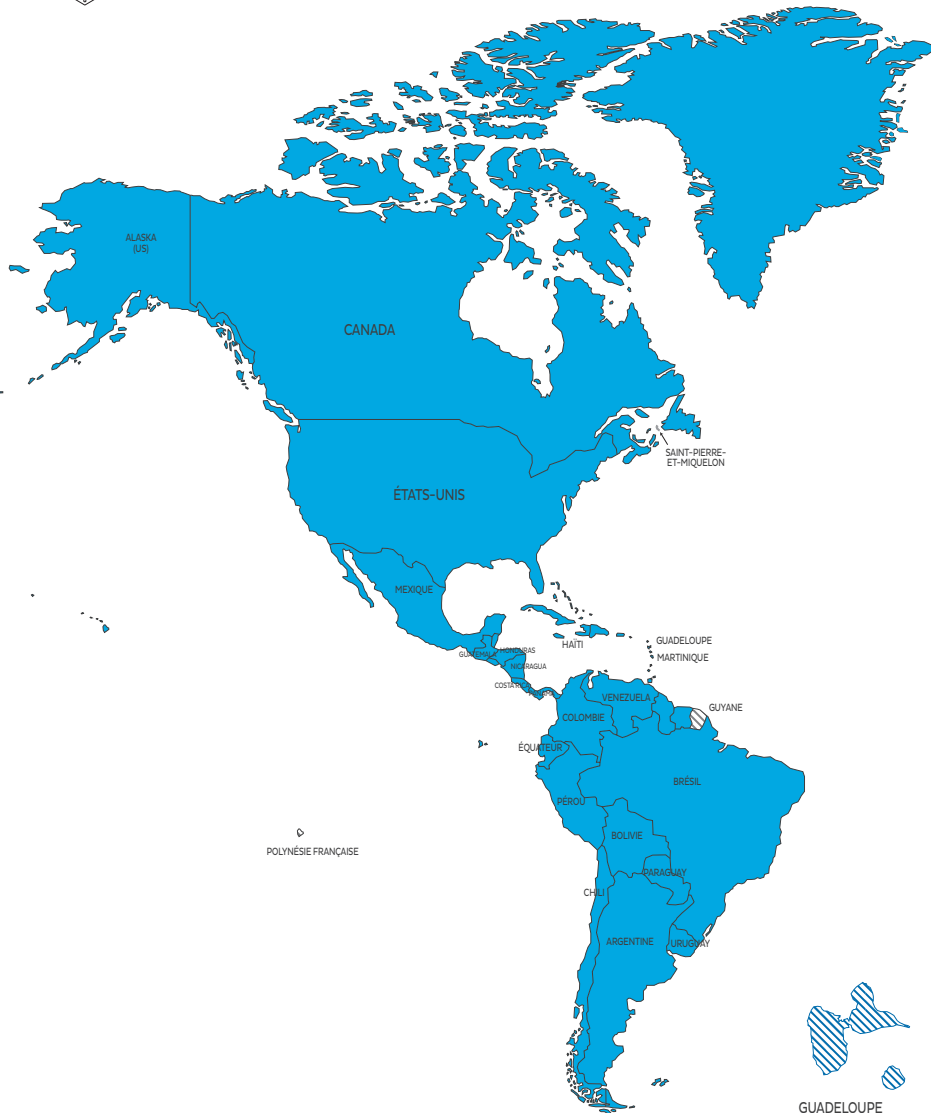 ALASKA
(US)
CANADA
SAINT-PIERRE-
ET-MIQUELON
ÉTATS-UNIS
MEXIQUE
HAÏTI
GUADELOUPE
MARTINIQUE
GUATEMALA
HONDURAS
NICARAGUA
COSTA RICA
PANAMA
VENEZUELA
GUYANE
COLOMBIE
ÉQUATEUR
BRÉSIL
PÉROU
BOLIVIE
POLYNÉSIE FRANÇAISE
PARAGUAY
CHILI
ARGENTINE
URUGUAY
GUADELOUPE